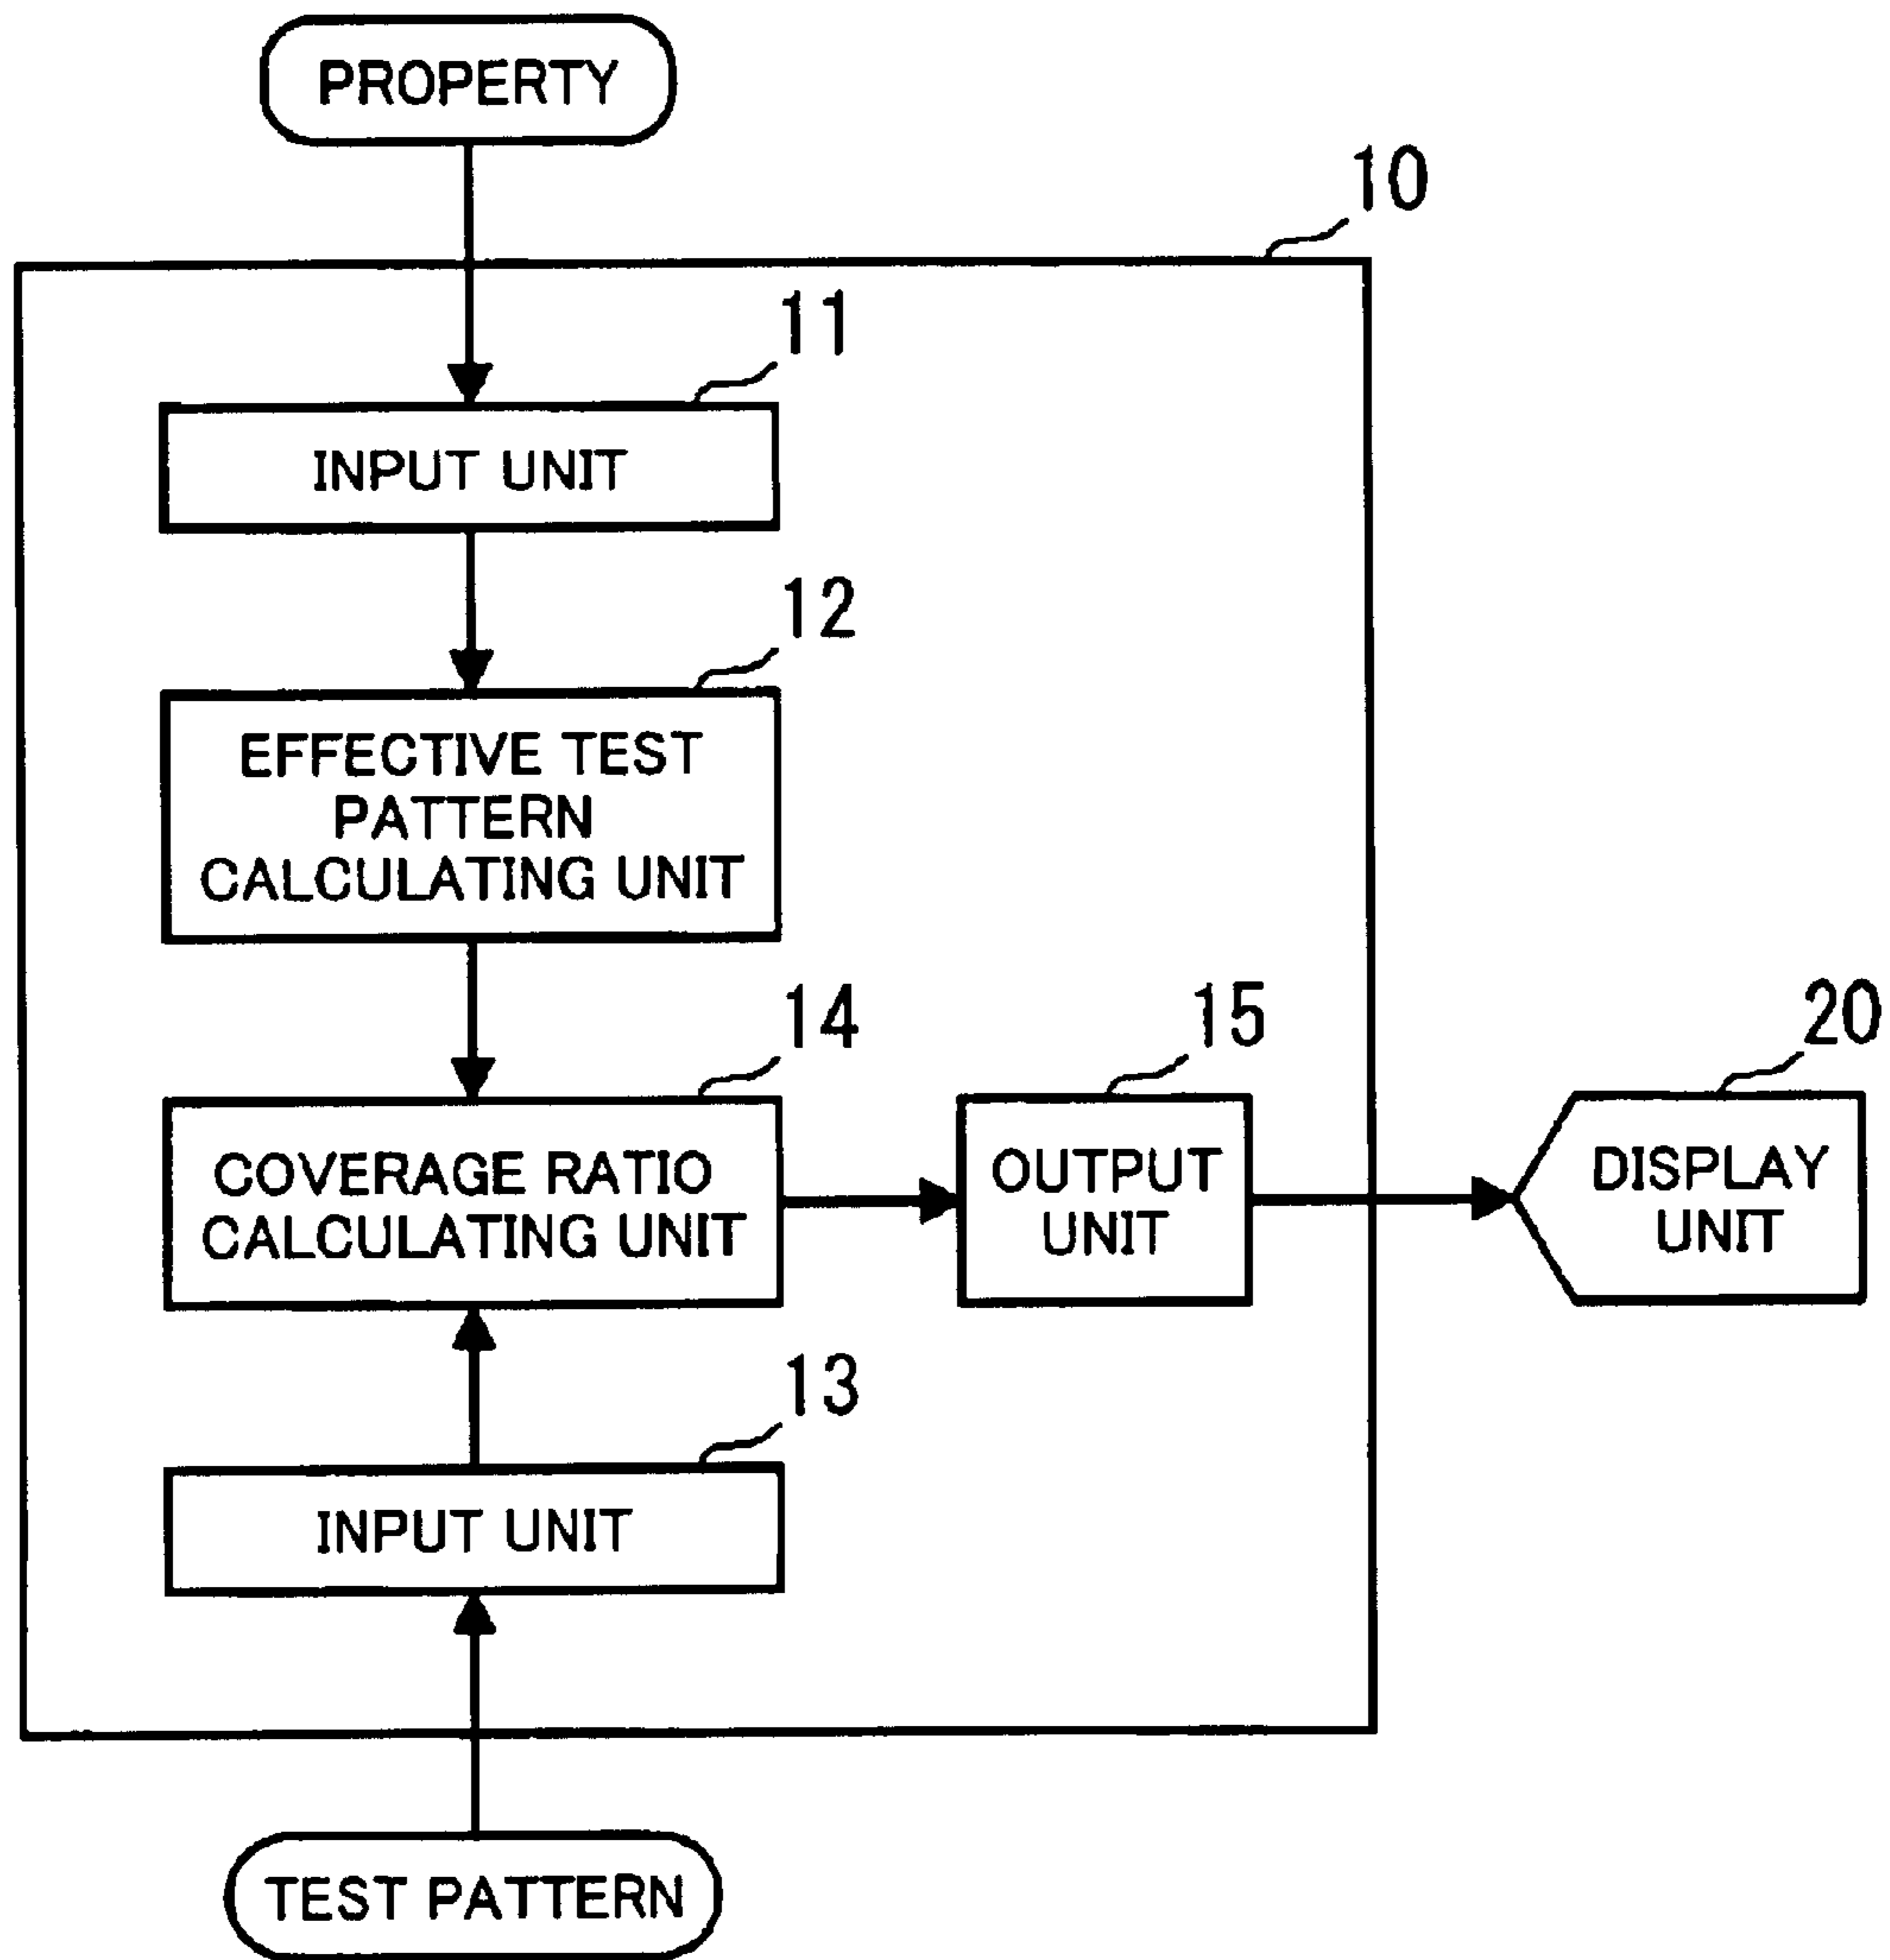 PROPERTY
10
11
INPUT UNIT
12
EFFECTIVE TEST
PATTERN
CALCULATING UNIT
14
COVERAGE RATIO
CALCULATING UNIT
15
OUTPUT
UNIT
20
DISPLAY
UNIT
13
INPUT UNIT
TEST PATTERN